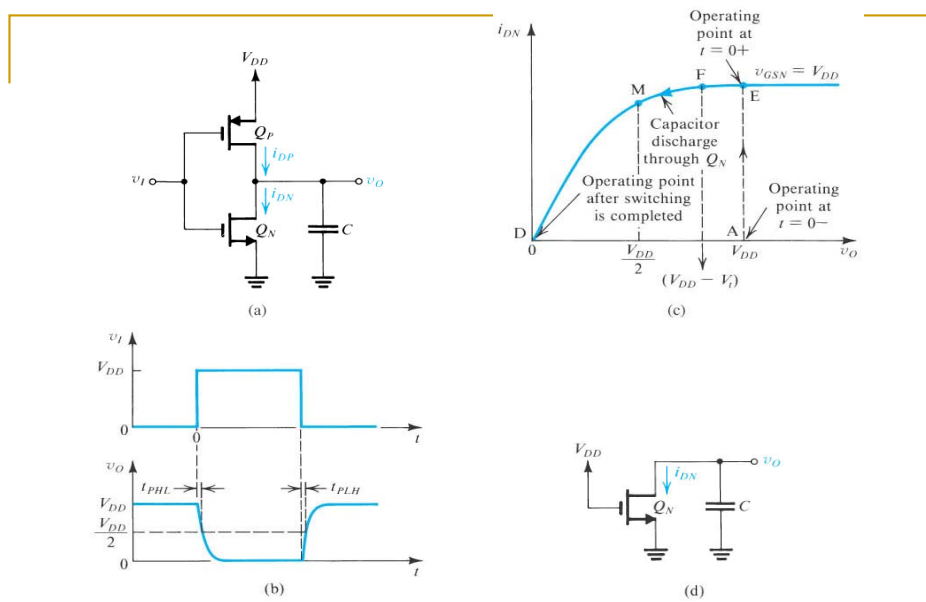 V_DD
Q_P
i_DP
v_I
v_O
i_DN
Q_N
C
(a)
i_DN
Operating
point at
t = 0+
v_GSN = V_DD
M
F
E
Capacitor
discharge
through Q_N
Operating point
after switching
is completed
Operating
point at
t = 0−
D
A
0
V_DD/2
V_DD
v_O
(V_DD − V_t)
(c)
v_I
V_DD
0
0
t
v_O
t_PHL
t_PLH
V_DD
V_DD/2
0
t
(b)
V_DD
i_DN
v_O
Q_N
C
(d)